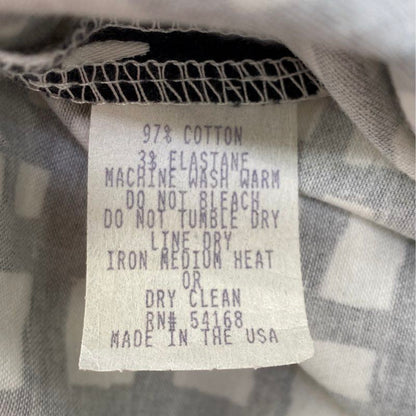 97% COTTON
3% ELASTANE
MACHINE WASH WARM
DO NOT BLEACH
DO NOT TUMBLE DRY
LINE DRY
IRON MEDIUM HEAT
OR
DRY CLEAN
RN# 54168
MADE IN THE USA